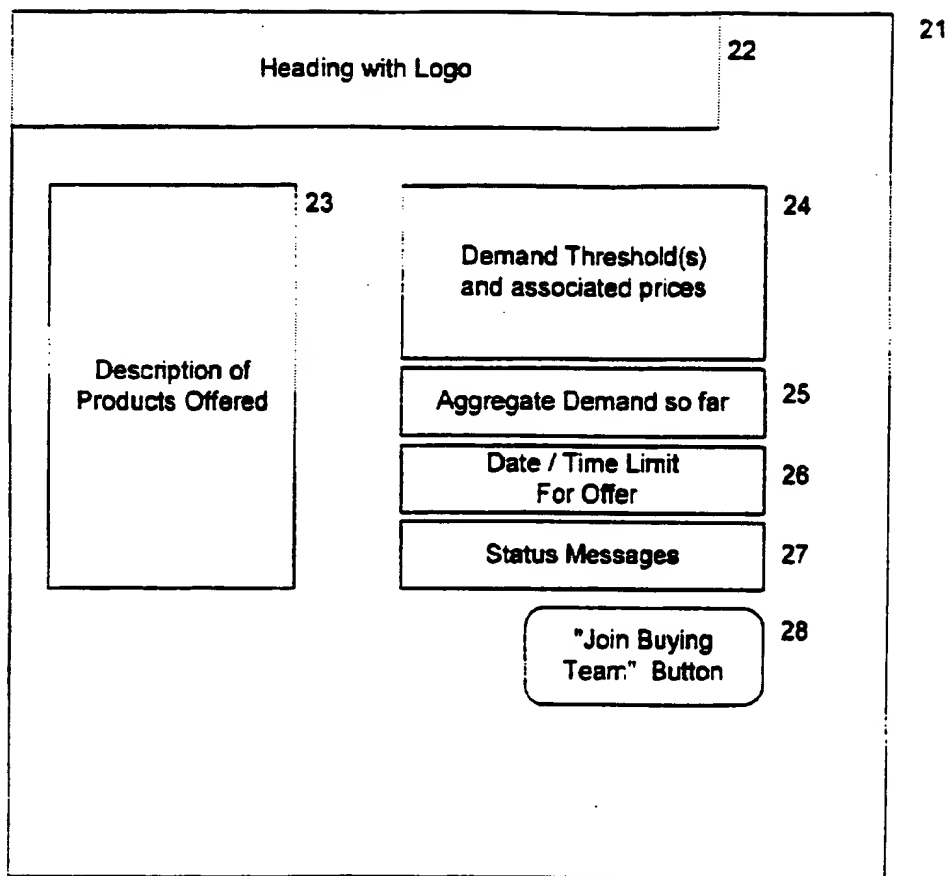 21
Heading with Logo
22
23
Description of
Products Offered
24
Demand Threshold(s)
and associated prices
Aggregate Demand so far
25
Date / Time Limit
For Offer
26
Status Messages
27
"Join Buying
Team" Button
28